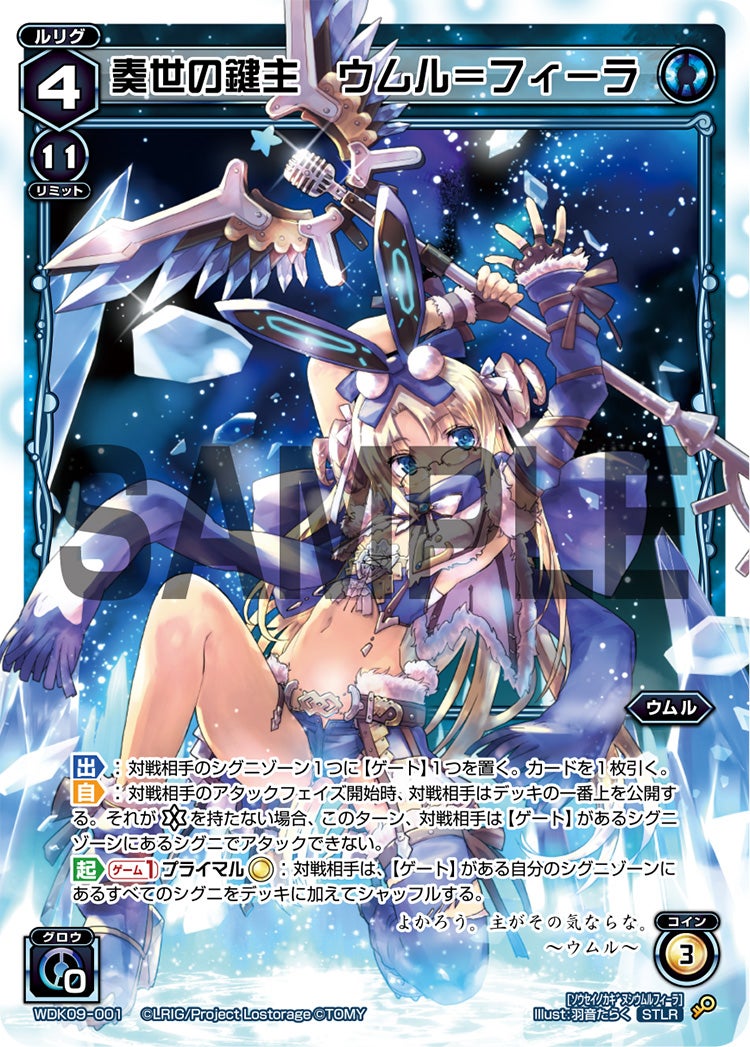 ルリグ
4
奏世の鍵主　ウムル＝フィーラ
11
リミット
SAMPLE
ウムル
出：対戦相手のシグニゾーン１つに【ゲート】１つを置く。カードを１枚引く。
自：対戦相手のアタックフェイズ開始時、対戦相手はデッキの一番上を公開す
る。それが を持たない場合、このターン、対戦相手は【ゲート】があるシグニ
ゾーンにあるシグニでアタックできない。
起 ゲーム1 プライマル ：対戦相手は、【ゲート】がある自分のシグニゾーンに
あるすべてのシグニをデッキに加えてシャッフルする。
よかろう。主がその気ならな。
～ウムル～
コイン
3
グロウ
0
[ソウセイノカギヌシウムルフィーラ]
WDK09-001 ©LRIG/Project Lostorage ©TOMY Illust:羽音たらく STLR